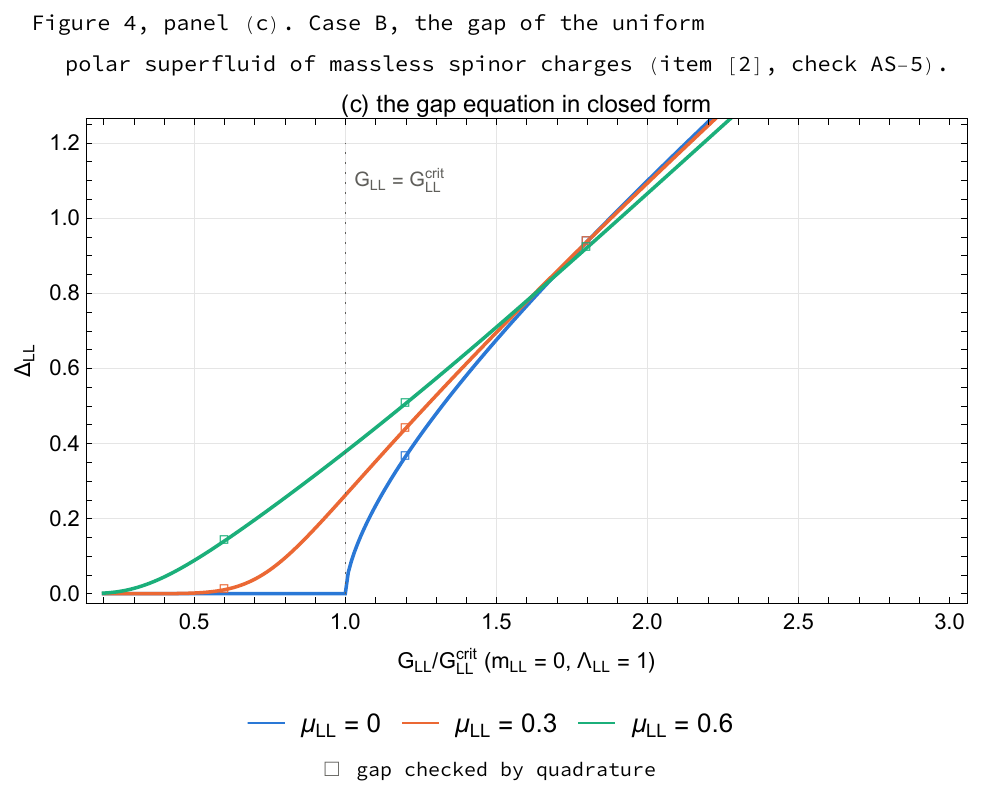 Figure 4, panel (c). Case B, the gap of the uniform
polar superfluid of massless spinor charges (item [2], check AS-5).
(c) the gap equation in closed form
G_LL = G_LL^crit
1.2
1.0
0.8
0.6
0.4
0.2
0.0
Δ_LL
0.5 1.0 1.5 2.0 2.5 3.0
G_LL/G_LL^crit (m_LL = 0, Λ_LL = 1)
μ_LL = 0 μ_LL = 0.3 μ_LL = 0.6
□ gap checked by quadrature